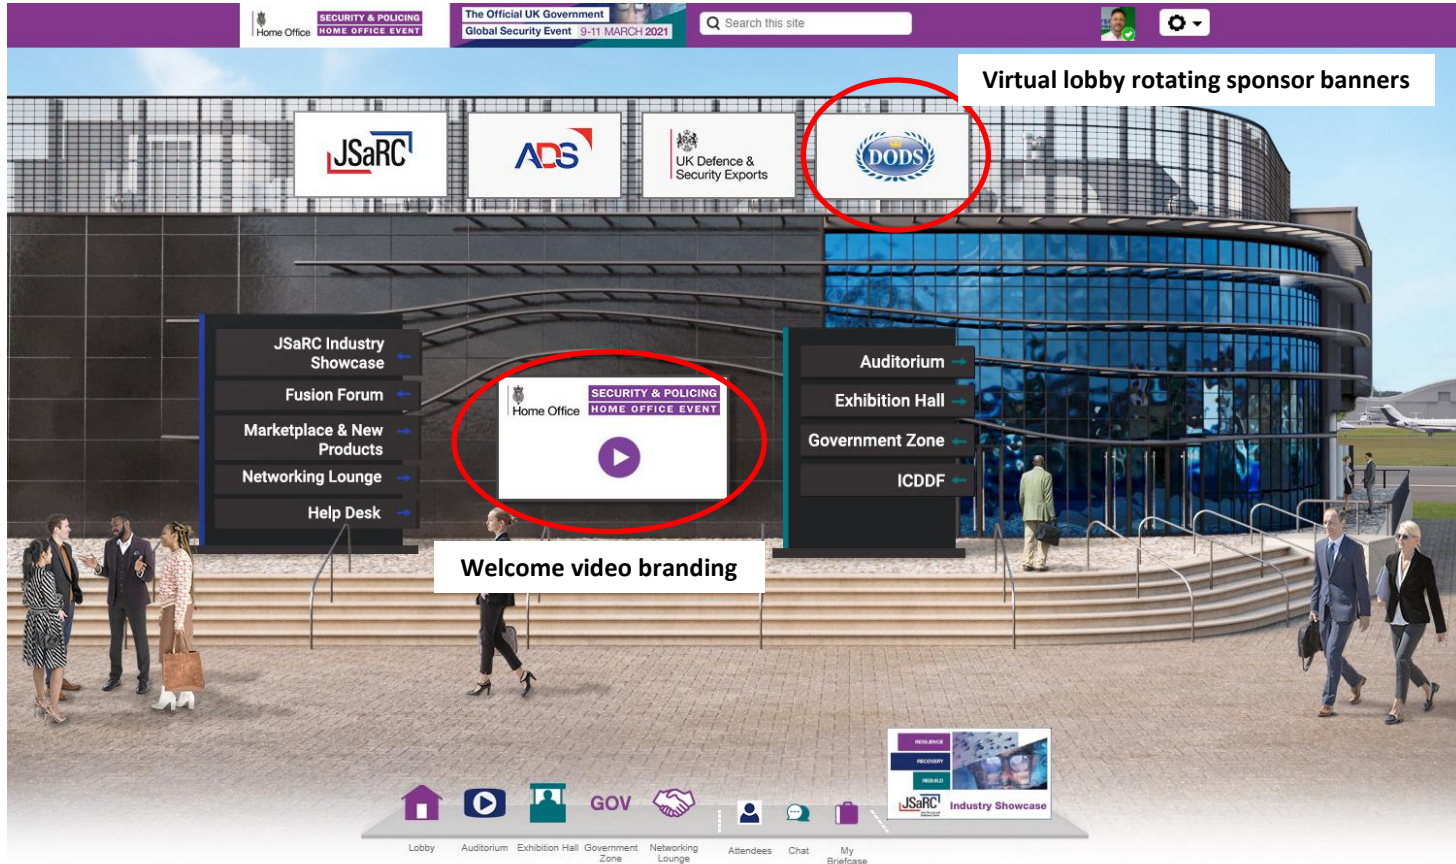 Home Office
SECURITY & POLICING
HOME OFFICE EVENT
The Official UK Government
Global Security Event 9-11 MARCH 2021
Search this site
Virtual lobby rotating sponsor banners
JSaRC
ADS
UK Defence &
Security Exports
DODS
JSaRC Industry
Showcase
Fusion Forum
Marketplace & New
Products
Networking Lounge
Help Desk
Home Office
SECURITY & POLICING
HOME OFFICE EVENT
Auditorium
Exhibition Hall
Government Zone
ICDDF
Welcome video branding
RESILIENCE
RECOVERY
REBUILD
JSaRC
Industry Showcase
GOV
Lobby
Auditorium
Exhibition Hall
Government
Zone
Networking
Lounge
Attendees
Chat
My
Briefcase